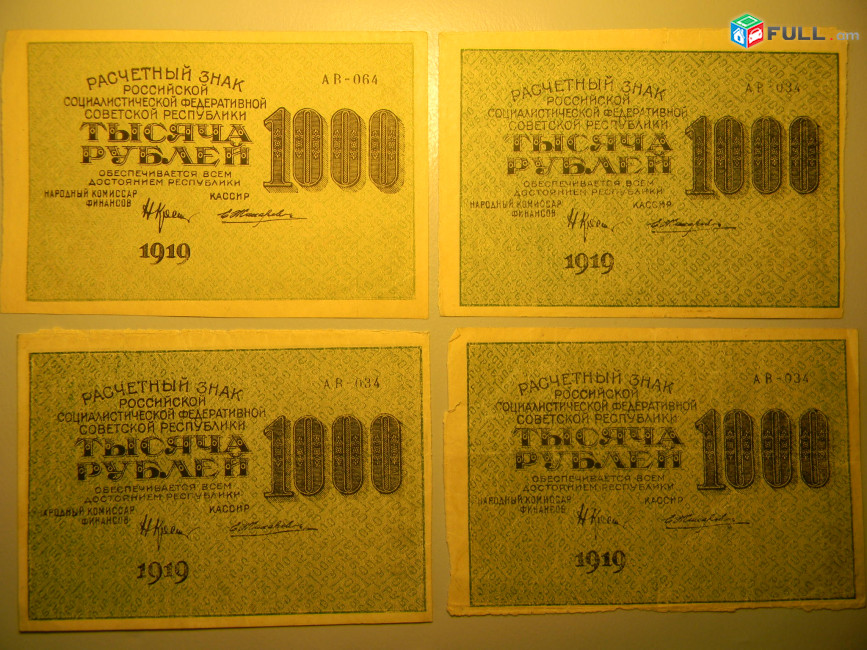 FULL.com
АВ-064
РАСЧЕТНЫЙ ЗНАК
РОССИЙСКОЙ
СОЦИАЛИСТИЧЕСКОЙ ФЕДЕРАТИВНОЙ
СОВЕТСКОЙ РЕСПУБЛИКИ
ТЫСЯЧА
РУБЛЕЙ
1000
ОБЕСПЕЧИВАЕТСЯ ВСЕМ
ДОСТОЯНИЕМ РЕСПУБЛИКИ
НАРОДНЫЙ КОМИССАР
ФИНАНСОВ
КАССИР
1919
АВ-034
РАСЧЕТНЫЙ ЗНАК
РОССИЙСКОЙ
СОЦИАЛИСТИЧЕСКОЙ ФЕДЕРАТИВНОЙ
СОВЕТСКОЙ РЕСПУБЛИКИ
ТЫСЯЧА
РУБЛЕЙ
1000
ОБЕСПЕЧИВАЕТСЯ ВСЕМ
ДОСТОЯНИЕМ РЕСПУБЛИКИ
НАРОДНЫЙ КОМИССАР
ФИНАНСОВ
КАССИР
1919
АВ-034
РАСЧЕТНЫЙ ЗНАК
РОССИЙСКОЙ
СОЦИАЛИСТИЧЕСКОЙ ФЕДЕРАТИВНОЙ
СОВЕТСКОЙ РЕСПУБЛИКИ
ТЫСЯЧА
РУБЛЕЙ
1000
ОБЕСПЕЧИВАЕТСЯ ВСЕМ
ДОСТОЯНИЕМ РЕСПУБЛИКИ
НАРОДНЫЙ КОМИССАР
ФИНАНСОВ
КАССИР
1919
АВ-034
РАСЧЕТНЫЙ ЗНАК
РОССИЙСКОЙ
СОЦИАЛИСТИЧЕСКОЙ ФЕДЕРАТИВНОЙ
СОВЕТСКОЙ РЕСПУБЛИКИ
ТЫСЯЧА
РУБЛЕЙ
1000
ОБЕСПЕЧИВАЕТСЯ ВСЕМ
ДОСТОЯНИЕМ РЕСПУБЛИКИ
НАРОДНЫЙ КОМИССАР
ФИНАНСОВ
КАССИР
1919